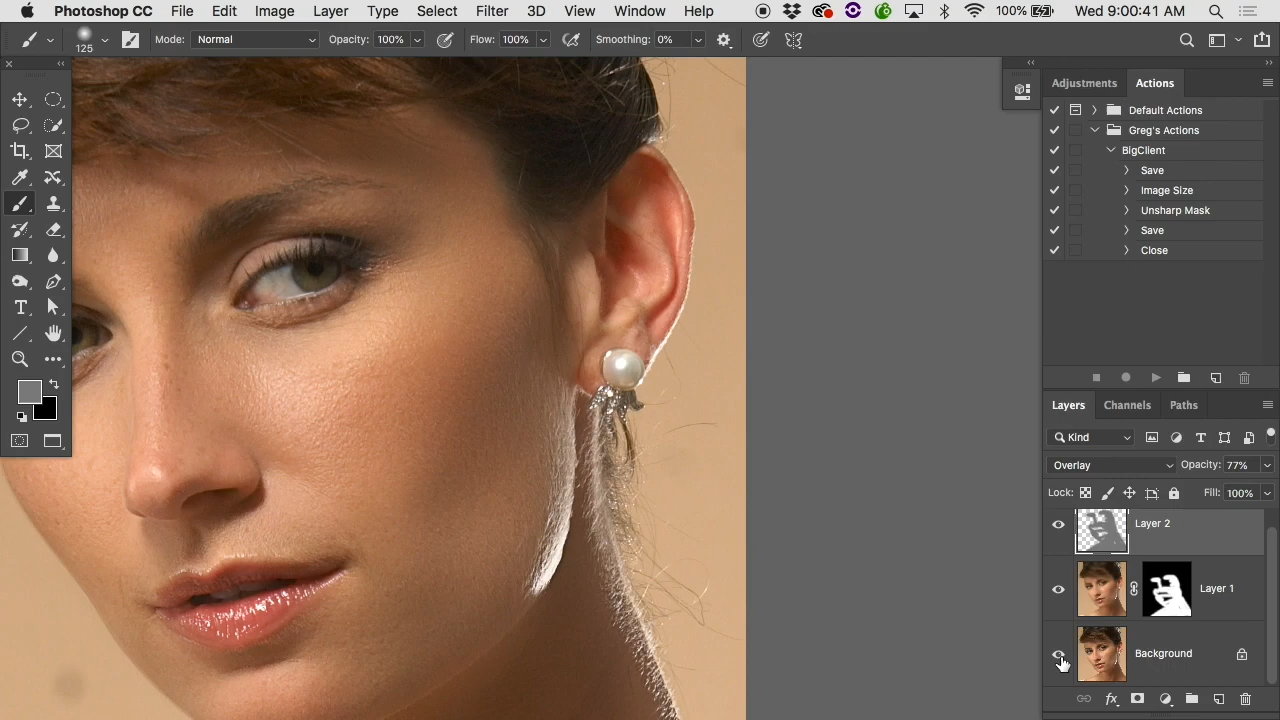 Photoshop CC File Edit Image Layer Type Select Filter 3D View Window Help 100% Wed 9:00:41 AM
125 Mode: Normal Opacity: 100% Flow: 100% Smoothing: 0%
Adjustments Actions
Default Actions
Greg's Actions
BigClient
Save
Image Size
Unsharp Mask
Save
Close
Layers Channels Paths
Kind
Overlay Opacity: 77%
Lock: Fill: 100%
Layer 2
Layer 1
Background